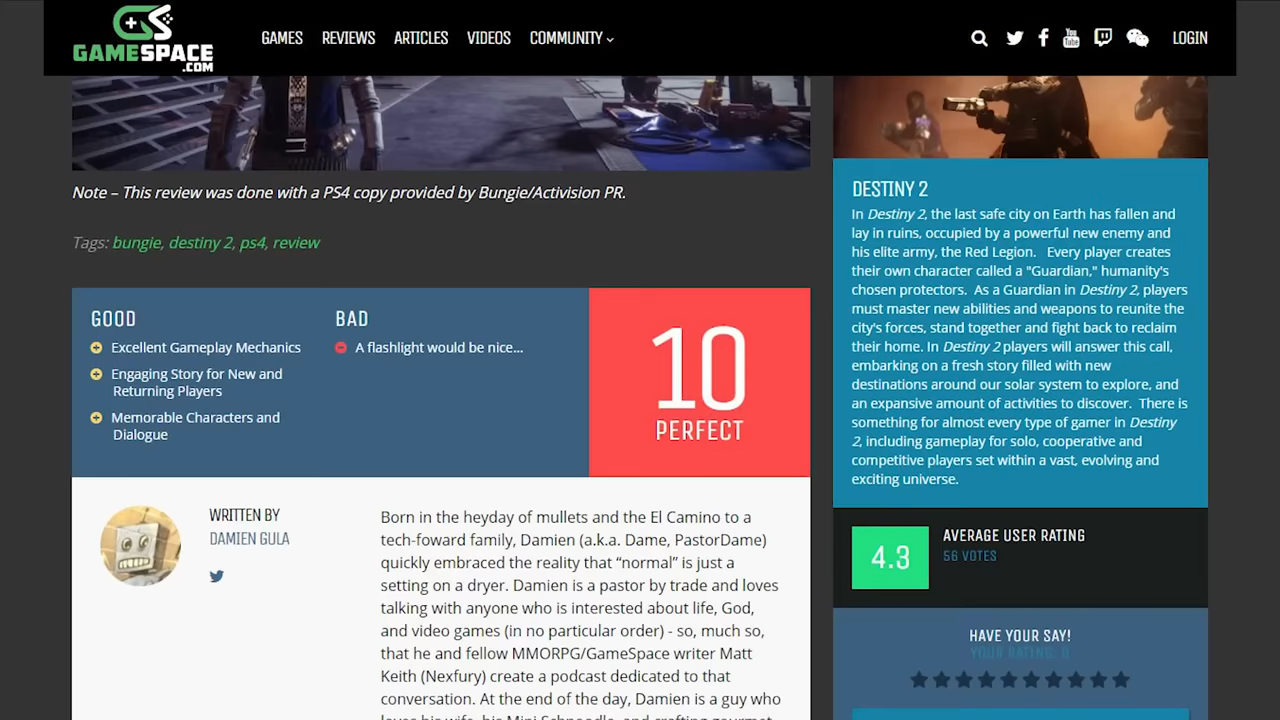 GAMESPACE
.COM
GAMES REVIEWS ARTICLES VIDEOS COMMUNITY
You Tube
LOGIN
Note – This review was done with a PS4 copy provided by Bungie/Activision PR.
Tags: bungie, destiny 2, ps4, review
GOOD
Excellent Gameplay Mechanics
Engaging Story for New and
Returning Players
Memorable Characters and
Dialogue
BAD
A flashlight would be nice...
10
PERFECT
WRITTEN BY
DAMIEN GULA
Born in the heyday of mullets and the El Camino to a
tech-foward family, Damien (a.k.a. Dame, PastorDame)
quickly embraced the reality that “normal” is just a
setting on a dryer. Damien is a pastor by trade and loves
talking with anyone who is interested about life, God,
and video games (in no particular order) - so, much so,
that he and fellow MMORPG/GameSpace writer Matt
Keith (Nexfury) create a podcast dedicated to that
conversation. At the end of the day, Damien is a guy who
loves his wife, his Mini Schnoodle, and crafting gourmet
DESTINY 2
In Destiny 2, the last safe city on Earth has fallen and
lay in ruins, occupied by a powerful new enemy and
his elite army, the Red Legion. Every player creates
their own character called a "Guardian," humanity's
chosen protectors. As a Guardian in Destiny 2, players
must master new abilities and weapons to reunite the
city's forces, stand together and fight back to reclaim
their home. In Destiny 2 players will answer this call,
embarking on a fresh story filled with new
destinations around our solar system to explore, and
an expansive amount of activities to discover. There is
something for almost every type of gamer in Destiny
2, including gameplay for solo, cooperative and
competitive players set within a vast, evolving and
exciting universe.
4.3
AVERAGE USER RATING
56 VOTES
HAVE YOUR SAY!
YOUR RATING: 0